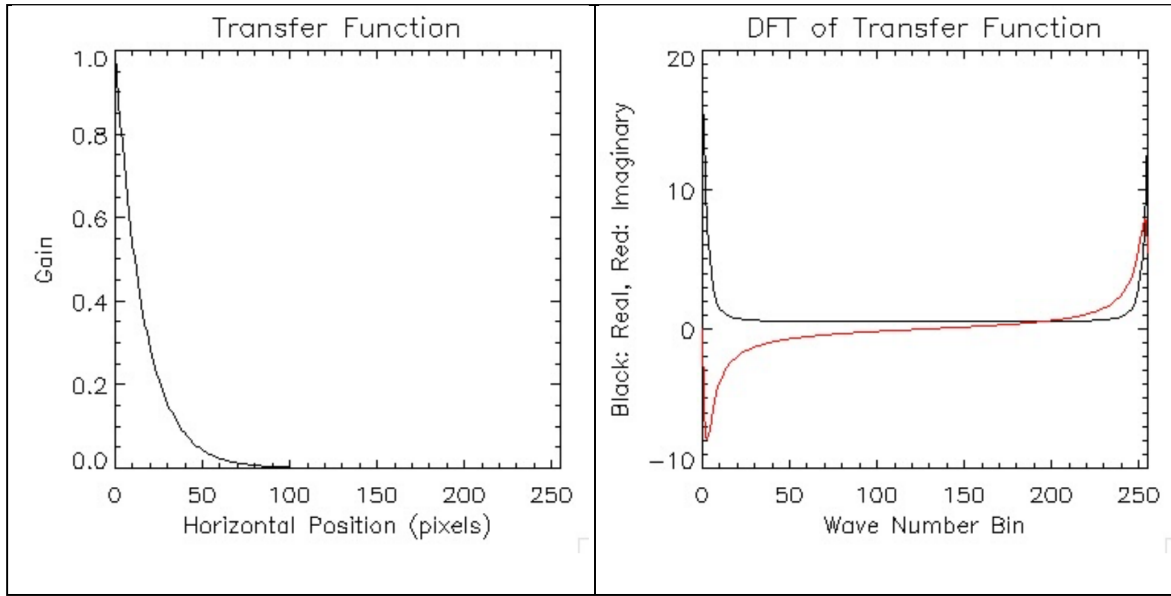 Transfer Function
1.0
0.8
0.6
0.4
0.2
0.0
Gain
0 50 100 150 200 250
Horizontal Position (pixels)
DFT of Transfer Function
20
10
0
-10
Black: Real, Red: Imaginary
0 50 100 150 200 250
Wave Number Bin